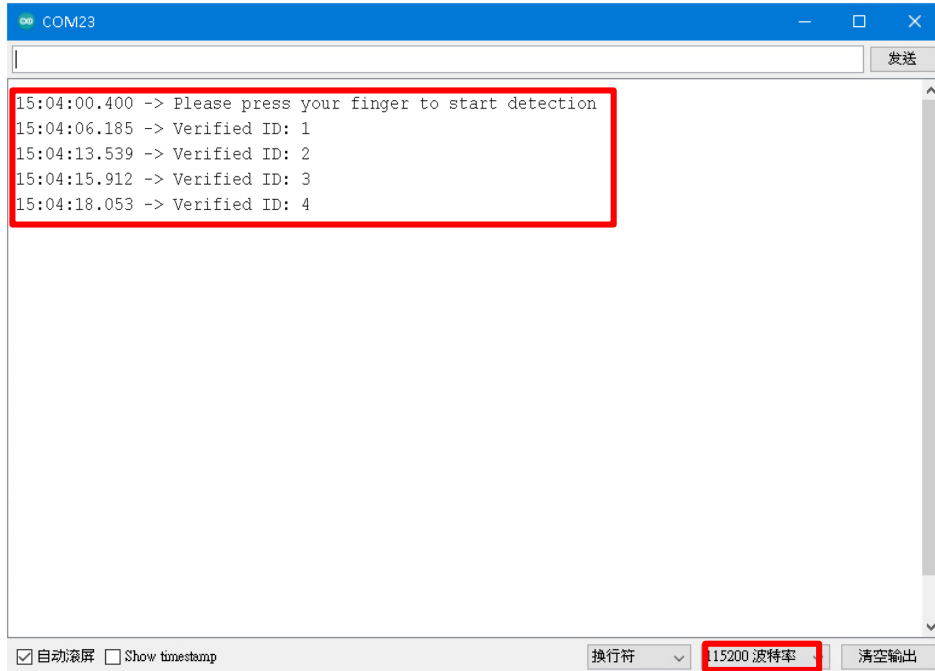 COM23
发送
15:04:00.400 -> Please press your finger to start detection
15:04:06.185 -> Verified ID: 1
15:04:13.539 -> Verified ID: 2
15:04:15.912 -> Verified ID: 3
15:04:18.053 -> Verified ID: 4
自动滚屏 Show timestamp 换行符 115200 波特率 清空输出